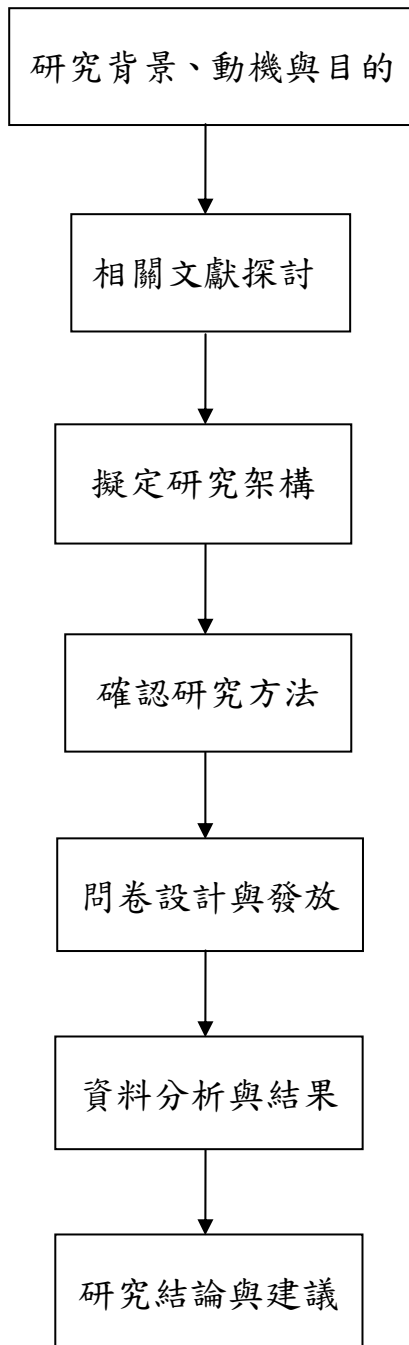 研究背景、動機與目的
相關文獻探討
擬定研究架構
確認研究方法
問卷設計與發放
資料分析與結果
研究結論與建議